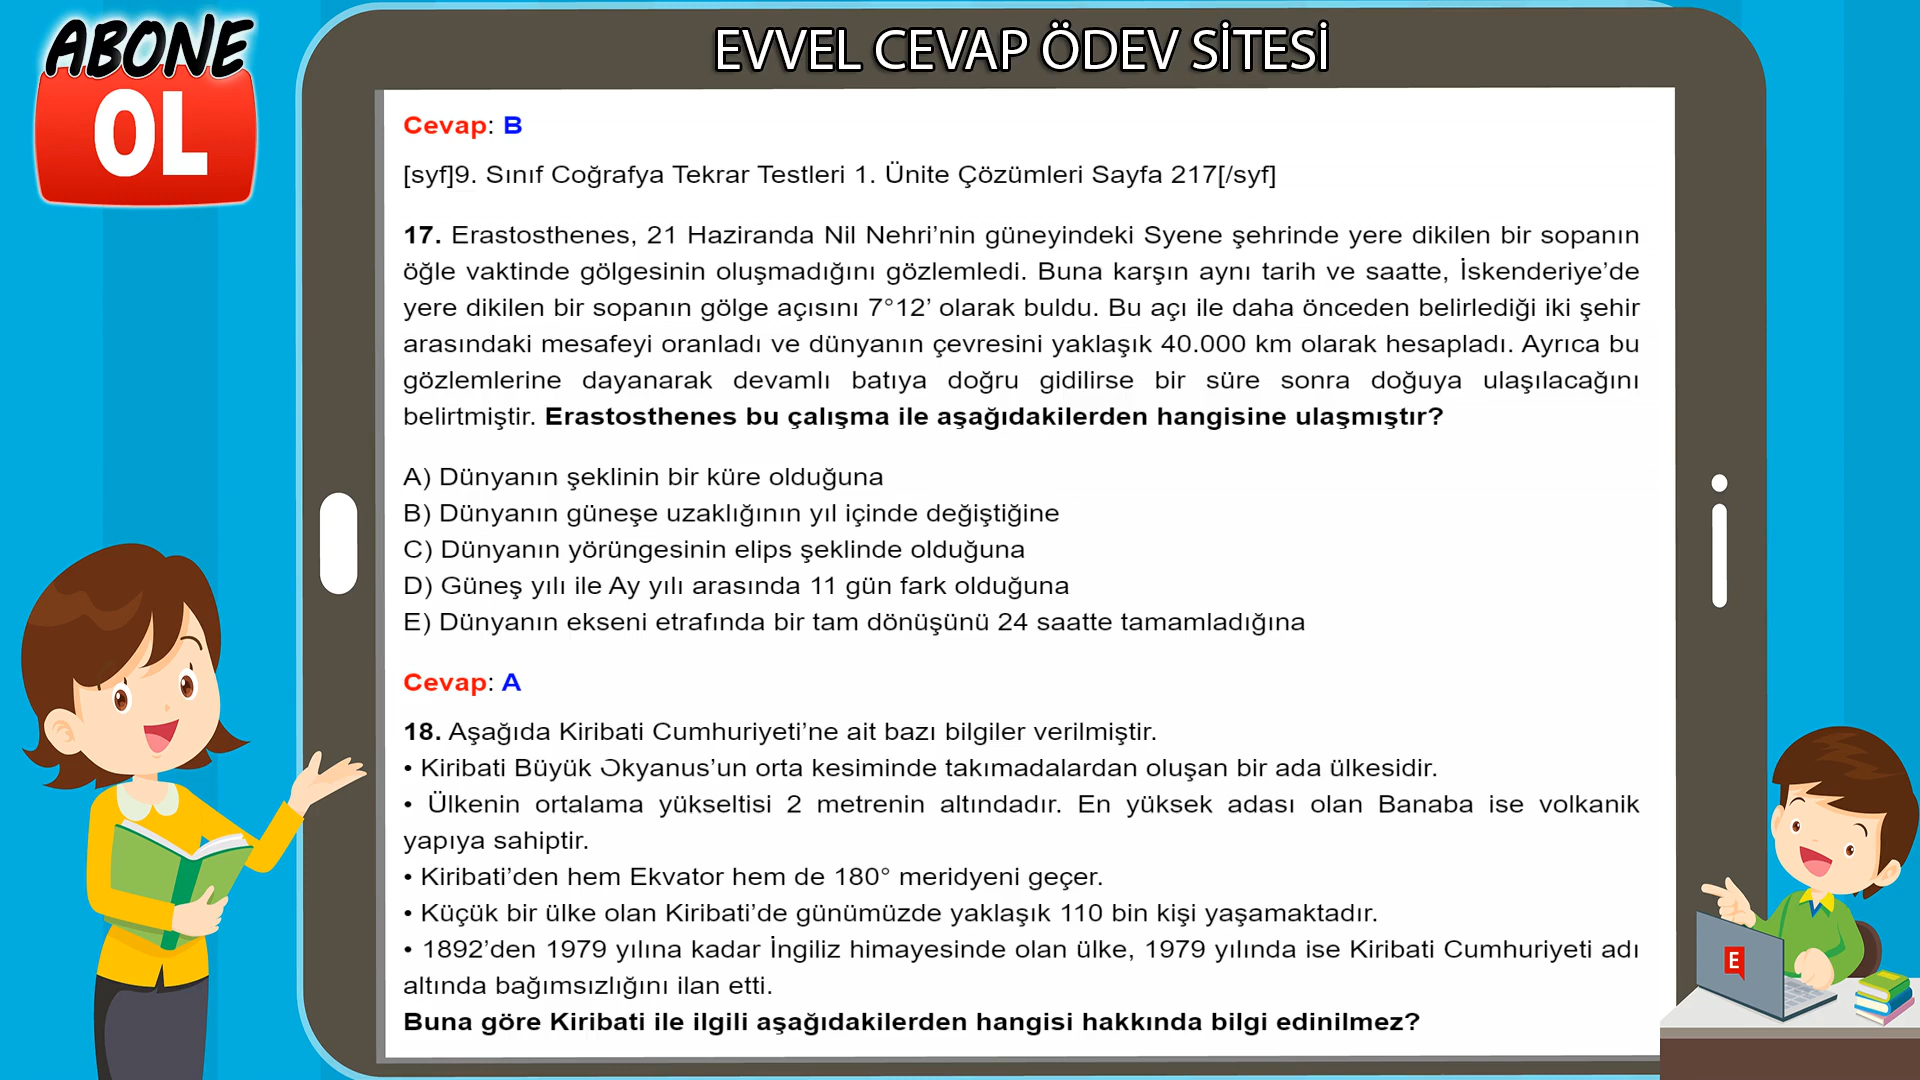 ABONE
OL
EVVEL CEVAP ÖDEV SİTESİ
Cevap: B
[syf]9. Sınıf Coğrafya Tekrar Testleri 1. Ünite Çözümleri Sayfa 217[/syf]
17. Erastosthenes, 21 Haziranda Nil Nehri’nin güneyindeki Syene şehrinde yere dikilen bir sopanın
öğle vaktinde gölgesinin oluşmadığını gözlemledi. Buna karşın aynı tarih ve saatte, İskenderiye’de
yere dikilen bir sopanın gölge açısını 7°12’ olarak buldu. Bu açı ile daha önceden belirlediği iki şehir
arasındaki mesafeyi oranladı ve dünyanın çevresini yaklaşık 40.000 km olarak hesapladı. Ayrıca bu
gözlemlerine dayanarak devamlı batıya doğru gidilirse bir süre sonra doğuya ulaşılacağını
belirtmiştir. Erastosthenes bu çalışma ile aşağıdakilerden hangisine ulaşmıştır?
A) Dünyanın şeklinin bir küre olduğuna
B) Dünyanın güneşe uzaklığının yıl içinde değiştiğine
C) Dünyanın yörüngesinin elips şeklinde olduğuna
D) Güneş yılı ile Ay yılı arasında 11 gün fark olduğuna
E) Dünyanın ekseni etrafında bir tam dönüşünü 24 saatte tamamladığına
Cevap: A
18. Aşağıda Kiribati Cumhuriyeti’ne ait bazı bilgiler verilmiştir.
• Kiribati Büyük Okyanus’un orta kesiminde takımadalardan oluşan bir ada ülkesidir.
• Ülkenin ortalama yükseltisi 2 metrenin altındadır. En yüksek adası olan Banaba ise volkanik
yapıya sahiptir.
• Kiribati’den hem Ekvator hem de 180° meridyeni geçer.
• Küçük bir ülke olan Kiribati’de günümüzde yaklaşık 110 bin kişi yaşamaktadır.
• 1892’den 1979 yılına kadar İngiliz himayesinde olan ülke, 1979 yılında ise Kiribati Cumhuriyeti adı
altında bağımsızlığını ilan etti.
Buna göre Kiribati ile ilgili aşağıdakilerden hangisi hakkında bilgi edinilmez?
E